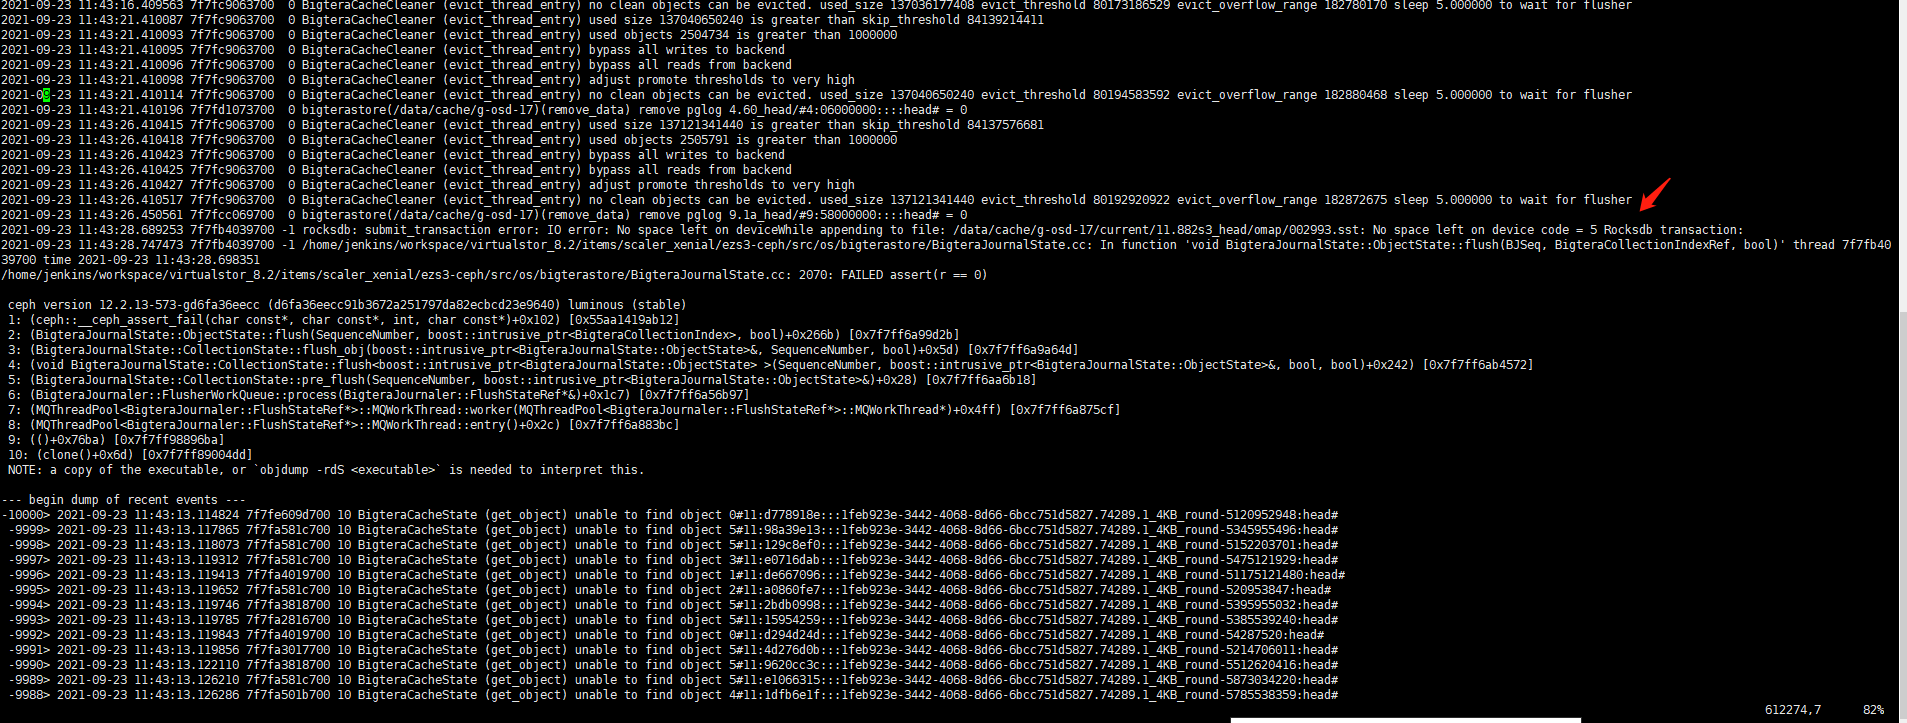 2021-09-23 11:43:16.409563 7f7fc9063700  0 BigteraCacheCleaner (evict_thread_entry) no clean objects can be evicted. used_size 137036177408 evict_threshold 80173186529 evict_overflow_range 182780170 sleep 5.000000 to wait for flusher
2021-09-23 11:43:21.410087 7f7fc9063700  0 BigteraCacheCleaner (evict_thread_entry) used size 137040650240 is greater than skip_threshold 84139214411
2021-09-23 11:43:21.410093 7f7fc9063700  0 BigteraCacheCleaner (evict_thread_entry) used objects 2504734 is greater than 1000000
2021-09-23 11:43:21.410095 7f7fc9063700  0 BigteraCacheCleaner (evict_thread_entry) bypass all writes to backend
2021-09-23 11:43:21.410096 7f7fc9063700  0 BigteraCacheCleaner (evict_thread_entry) bypass all reads from backend
2021-09-23 11:43:21.410098 7f7fc9063700  0 BigteraCacheCleaner (evict_thread_entry) adjust promote thresholds to very high
2021-09-23 11:43:21.410114 7f7fc9063700  0 BigteraCacheCleaner (evict_thread_entry) no clean objects can be evicted. used_size 137040650240 evict_threshold 80194583592 evict_overflow_range 182880468 sleep 5.000000 to wait for flusher
2021-09-23 11:43:21.410196 7f7fd1073700  0 bigterastore(/data/cache/g-osd-17)(remove_data) remove pglog 4.60_head/#4:06000000::::head# = 0
2021-09-23 11:43:26.410415 7f7fc9063700  0 BigteraCacheCleaner (evict_thread_entry) used size 137121341440 is greater than skip_threshold 84137576681
2021-09-23 11:43:26.410418 7f7fc9063700  0 BigteraCacheCleaner (evict_thread_entry) used objects 2505791 is greater than 1000000
2021-09-23 11:43:26.410423 7f7fc9063700  0 BigteraCacheCleaner (evict_thread_entry) bypass all writes to backend
2021-09-23 11:43:26.410425 7f7fc9063700  0 BigteraCacheCleaner (evict_thread_entry) bypass all reads from backend
2021-09-23 11:43:26.410427 7f7fc9063700  0 BigteraCacheCleaner (evict_thread_entry) adjust promote thresholds to very high
2021-09-23 11:43:26.410517 7f7fc9063700  0 BigteraCacheCleaner (evict_thread_entry) no clean objects can be evicted. used_size 137121341440 evict_threshold 80192920922 evict_overflow_range 182872675 sleep 5.000000 to wait for flusher
2021-09-23 11:43:26.450561 7f7fcc069700  0 bigterastore(/data/cache/g-osd-17)(remove_data) remove pglog 9.1a_head/#9:58000000::::head# = 0
2021-09-23 11:43:28.689253 7f7fb4039700 -1 rocksdb: submit_transaction error: IO error: No space left on deviceWhile appending to file: /data/cache/g-osd-17/current/11.882s3_head/omap/002993.sst: No space left on device code = 5 Rocksdb transaction:
2021-09-23 11:43:28.747473 7f7fb4039700 -1 /home/jenkins/workspace/virtualstor_8.2/items/scaler_xenial/ezs3-ceph/src/os/bigterastore/BigteraJournalState.cc: In function 'void BigteraJournalState::ObjectState::flush(BJSeq, BigteraCollectionIndexRef, bool)' thread 7f7fb40
39700 time 2021-09-23 11:43:28.698351
/home/jenkins/workspace/virtualstor_8.2/items/scaler_xenial/ezs3-ceph/src/os/bigterastore/BigteraJournalState.cc: 2070: FAILED assert(r == 0)
ceph version 12.2.13-573-gd6fa36eecc (d6fa36eecc91b3672a251797da82ecbcd23e9640) luminous (stable)
1: (ceph::__ceph_assert_fail(char const*, char const*, int, char const*)+0x102) [0x55aa1419ab12]
2: (BigteraJournalState::ObjectState::flush(SequenceNumber, boost::intrusive_ptr<BigteraCollectionIndex>, bool)+0x266b) [0x7f7ff6a99d2b]
3: (BigteraJournalState::CollectionState::flush_obj(boost::intrusive_ptr<BigteraJournalState::ObjectState>&, SequenceNumber, bool)+0x5d) [0x7f7ff6a9a64d]
4: (void BigteraJournalState::CollectionState::flush<boost::intrusive_ptr<BigteraJournalState::ObjectState> >(SequenceNumber, boost::intrusive_ptr<BigteraJournalState::ObjectState>&, bool, bool)+0x242) [0x7f7ff6ab4572]
5: (BigteraJournalState::CollectionState::pre_flush(SequenceNumber, boost::intrusive_ptr<BigteraJournalState::ObjectState>&)+0x28) [0x7f7ff6aa6b18]
6: (BigteraJournaler::FlusherWorkQueue::process(BigteraJournaler::FlushStateRef*&)+0x1c7) [0x7f7ff6a56b97]
7: (MQThreadPool<BigteraJournaler::FlushStateRef*>::MQWorkThread::worker(MQThreadPool<BigteraJournaler::FlushStateRef*>::MQWorkThread*)+0x4ff) [0x7f7ff6a875cf]
8: (MQThreadPool<BigteraJournaler::FlushStateRef*>::MQWorkThread::entry()+0x2c) [0x7f7ff6a883bc]
9: (()+0x76ba) [0x7f7ff98896ba]
10: (clone()+0x6d) [0x7f7ff89004dd]
NOTE: a copy of the executable, or `objdump -rdS <executable>` is needed to interpret this.
--- begin dump of recent events ---
-10000> 2021-09-23 11:43:13.114824 7f7fe609d700 10 BigteraCacheState (get_object) unable to find object 0#11:d778918e:::1feb923e-3442-4068-8d66-6bcc751d5827.74289.1_4KB_round-5120952948:head#
-9999> 2021-09-23 11:43:13.117865 7f7fa581c700 10 BigteraCacheState (get_object) unable to find object 5#11:98a39e13:::1feb923e-3442-4068-8d66-6bcc751d5827.74289.1_4KB_round-5345955496:head#
-9998> 2021-09-23 11:43:13.118073 7f7fa581c700 10 BigteraCacheState (get_object) unable to find object 5#11:129c8ef0:::1feb923e-3442-4068-8d66-6bcc751d5827.74289.1_4KB_round-5152203701:head#
-9997> 2021-09-23 11:43:13.119312 7f7fa581c700 10 BigteraCacheState (get_object) unable to find object 3#11:e0716dab:::1feb923e-3442-4068-8d66-6bcc751d5827.74289.1_4KB_round-5475121929:head#
-9996> 2021-09-23 11:43:13.119413 7f7fa4019700 10 BigteraCacheState (get_object) unable to find object 1#11:de667096:::1feb923e-3442-4068-8d66-6bcc751d5827.74289.1_4KB_round-51175121480:head#
-9995> 2021-09-23 11:43:13.119652 7f7fa581c700 10 BigteraCacheState (get_object) unable to find object 2#11:a0860fe7:::1feb923e-3442-4068-8d66-6bcc751d5827.74289.1_4KB_round-520953847:head#
-9994> 2021-09-23 11:43:13.119746 7f7fa3818700 10 BigteraCacheState (get_object) unable to find object 5#11:2bdb0998:::1feb923e-3442-4068-8d66-6bcc751d5827.74289.1_4KB_round-5395955032:head#
-9993> 2021-09-23 11:43:13.119785 7f7fa2816700 10 BigteraCacheState (get_object) unable to find object 5#11:15954259:::1feb923e-3442-4068-8d66-6bcc751d5827.74289.1_4KB_round-5385539240:head#
-9992> 2021-09-23 11:43:13.119843 7f7fa4019700 10 BigteraCacheState (get_object) unable to find object 0#11:d294d24d:::1feb923e-3442-4068-8d66-6bcc751d5827.74289.1_4KB_round-54287520:head#
-9991> 2021-09-23 11:43:13.119856 7f7fa3017700 10 BigteraCacheState (get_object) unable to find object 5#11:4d276d0b:::1feb923e-3442-4068-8d66-6bcc751d5827.74289.1_4KB_round-5214706011:head#
-9990> 2021-09-23 11:43:13.122110 7f7fa3818700 10 BigteraCacheState (get_object) unable to find object 5#11:9620cc3c:::1feb923e-3442-4068-8d66-6bcc751d5827.74289.1_4KB_round-5512620416:head#
-9989> 2021-09-23 11:43:13.126210 7f7fa581c700 10 BigteraCacheState (get_object) unable to find object 5#11:e1066315:::1feb923e-3442-4068-8d66-6bcc751d5827.74289.1_4KB_round-5873034220:head#
-9988> 2021-09-23 11:43:13.126286 7f7fa501b700 10 BigteraCacheState (get_object) unable to find object 4#11:1dfb6e1f:::1feb923e-3442-4068-8d66-6bcc751d5827.74289.1_4KB_round-5785538359:head#
612274,7 82%